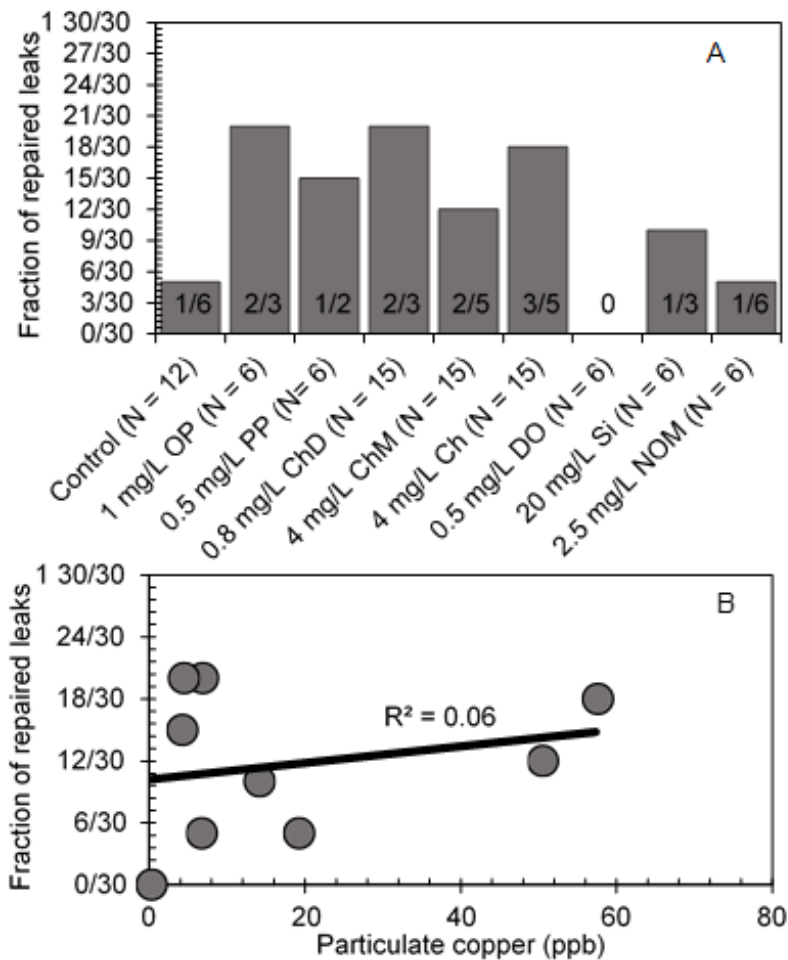 Fraction of repaired leaks
1 30/30
27/30
24/30
21/30
18/30
15/30
12/30
9/30
6/30
3/30
0/30
A
1/6 2/3 1/2 2/3 2/5 3/5 0 1/3 1/6
Control (N = 12)
1 mg/L OP (N = 6)
0.5 mg/L PP (N= 6)
0.8 mg/L ChD (N = 15)
4 mg/L ChM (N = 15)
4 mg/L Ch (N = 15)
0.5 mg/L DO (N = 6)
20 mg/L Si (N = 6)
2.5 mg/L NOM (N = 6)
Fraction of repaired leaks
1 30/30
24/30
18/30
12/30
6/30
0/30
B
R² = 0.06
0 20 40 60 80
Particulate copper (ppb)